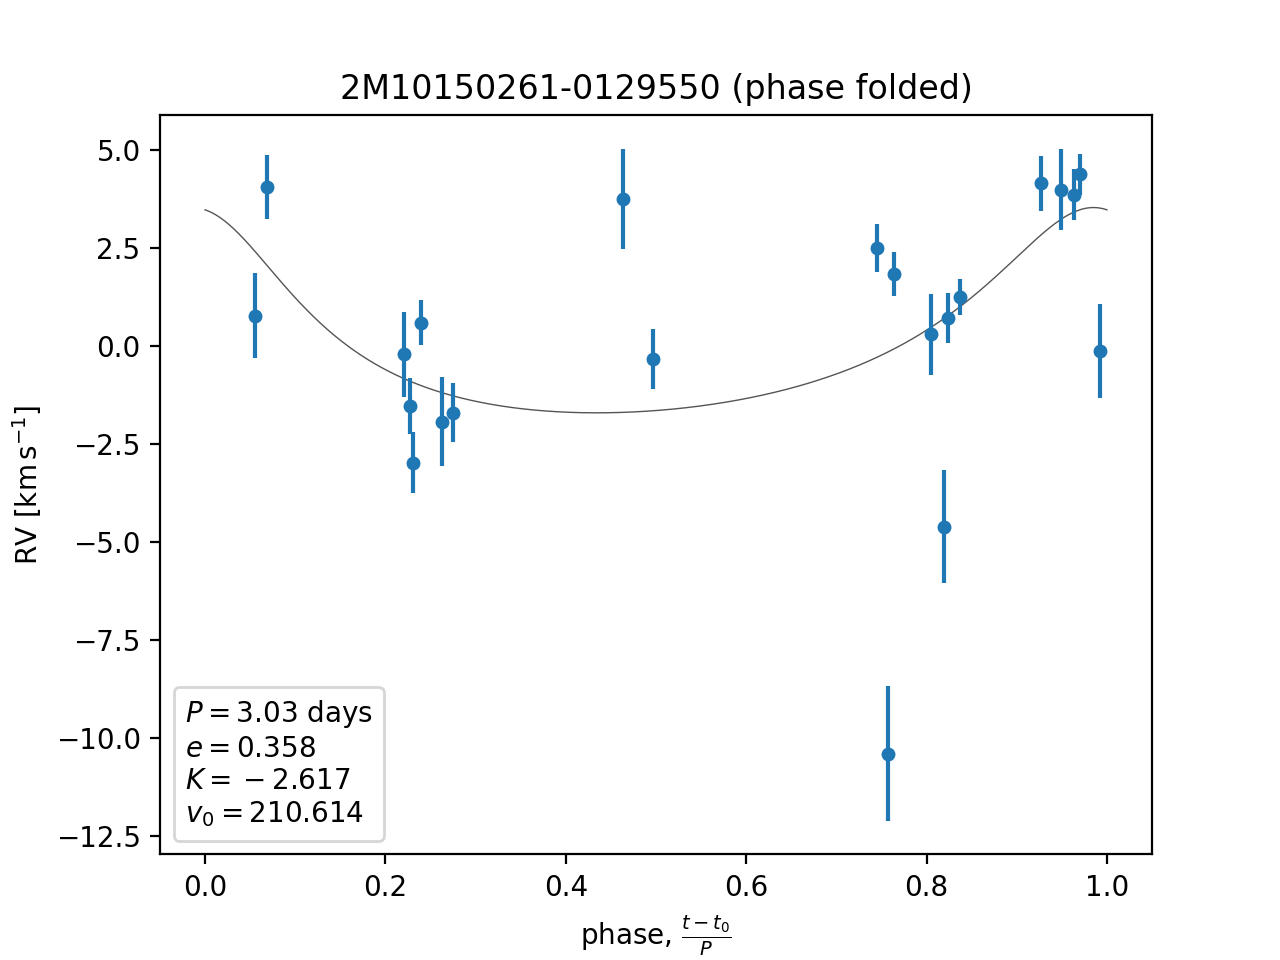 2M10150261-0129550 (phase folded)
RV [km s⁻¹]
5.0
2.5
0.0
−2.5
−5.0
−7.5
−10.0
−12.5
P = 3.03 days
e = 0.358
K = −2.617
v₀ = 210.614
0.0 0.2 0.4 0.6 0.8 1.0
phase, (t − t₀)/P